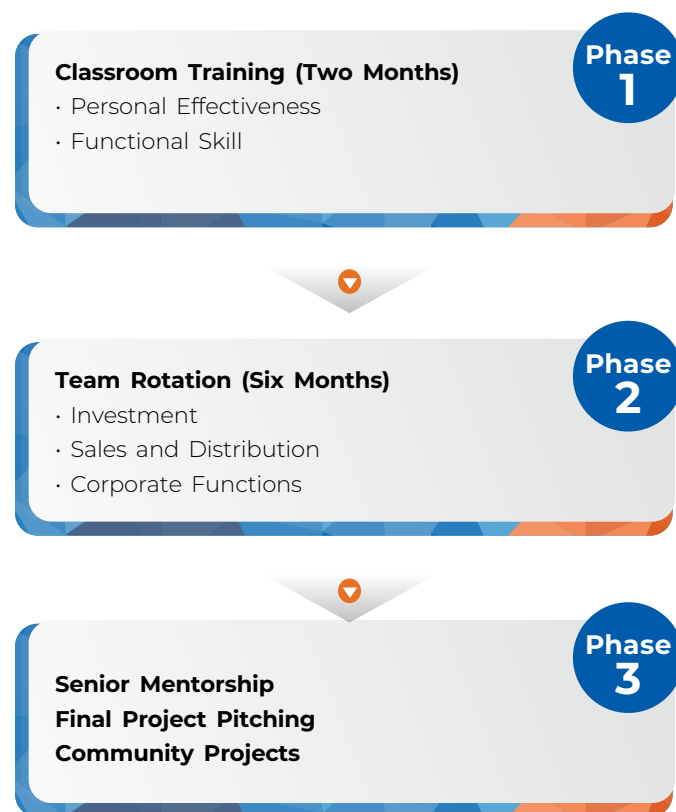 Phase
1
Classroom Training (Two Months)
· Personal Effectiveness
· Functional Skill
Phase
2
Team Rotation (Six Months)
· Investment
· Sales and Distribution
· Corporate Functions
Phase
3
Senior Mentorship
Final Project Pitching
Community Projects